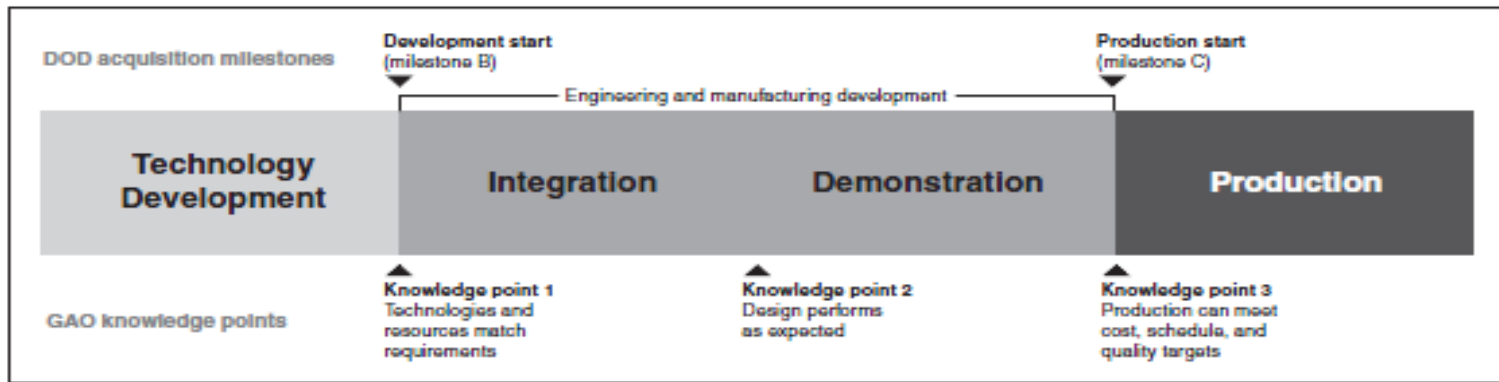 DOD acquisition milestones
Development start
(milestone B)
Production start
(milestone C)
Engineering and manufacturing development
Technology
Development
Integration
Demonstration
Production
GAO knowledge points
Knowledge point 1
Technologies and
resources match
requirements
Knowledge point 2
Design performs
as expected
Knowledge point 3
Production can meet
cost, schedule, and
quality targets